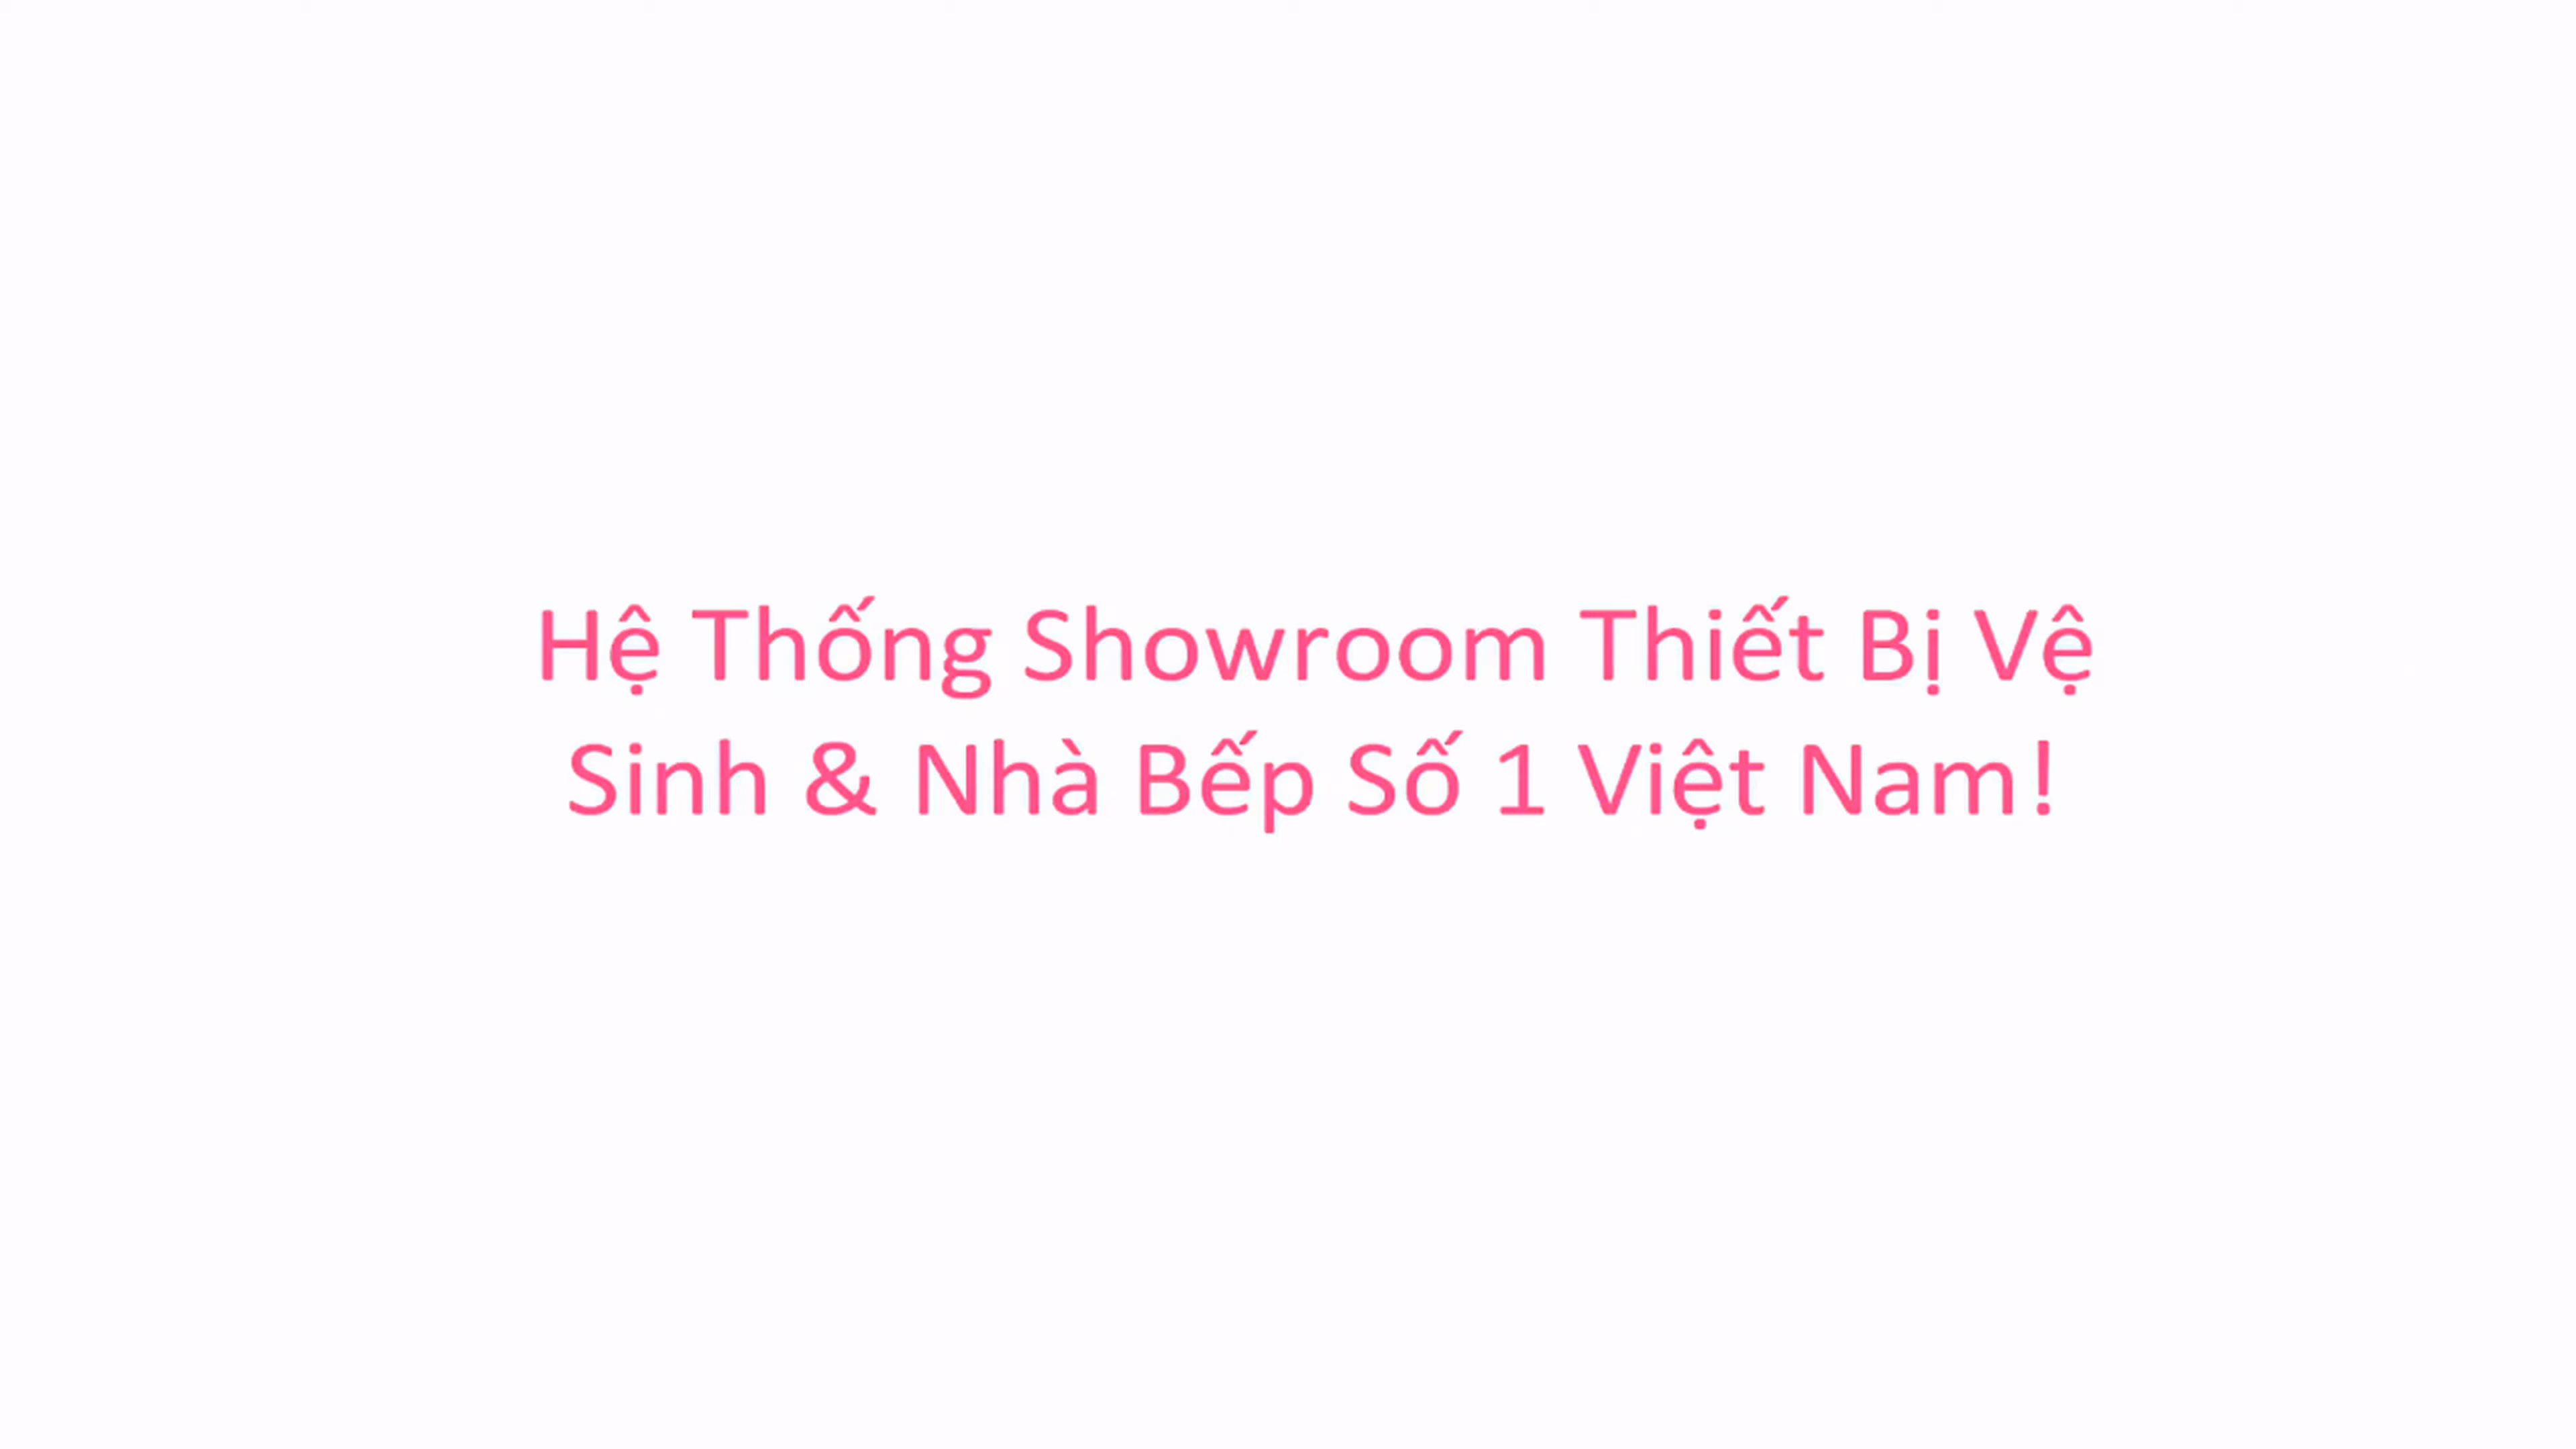 Hệ Thống Showroom Thiết Bị Vệ
Sinh & Nhà Bếp Số 1 Việt Nam!